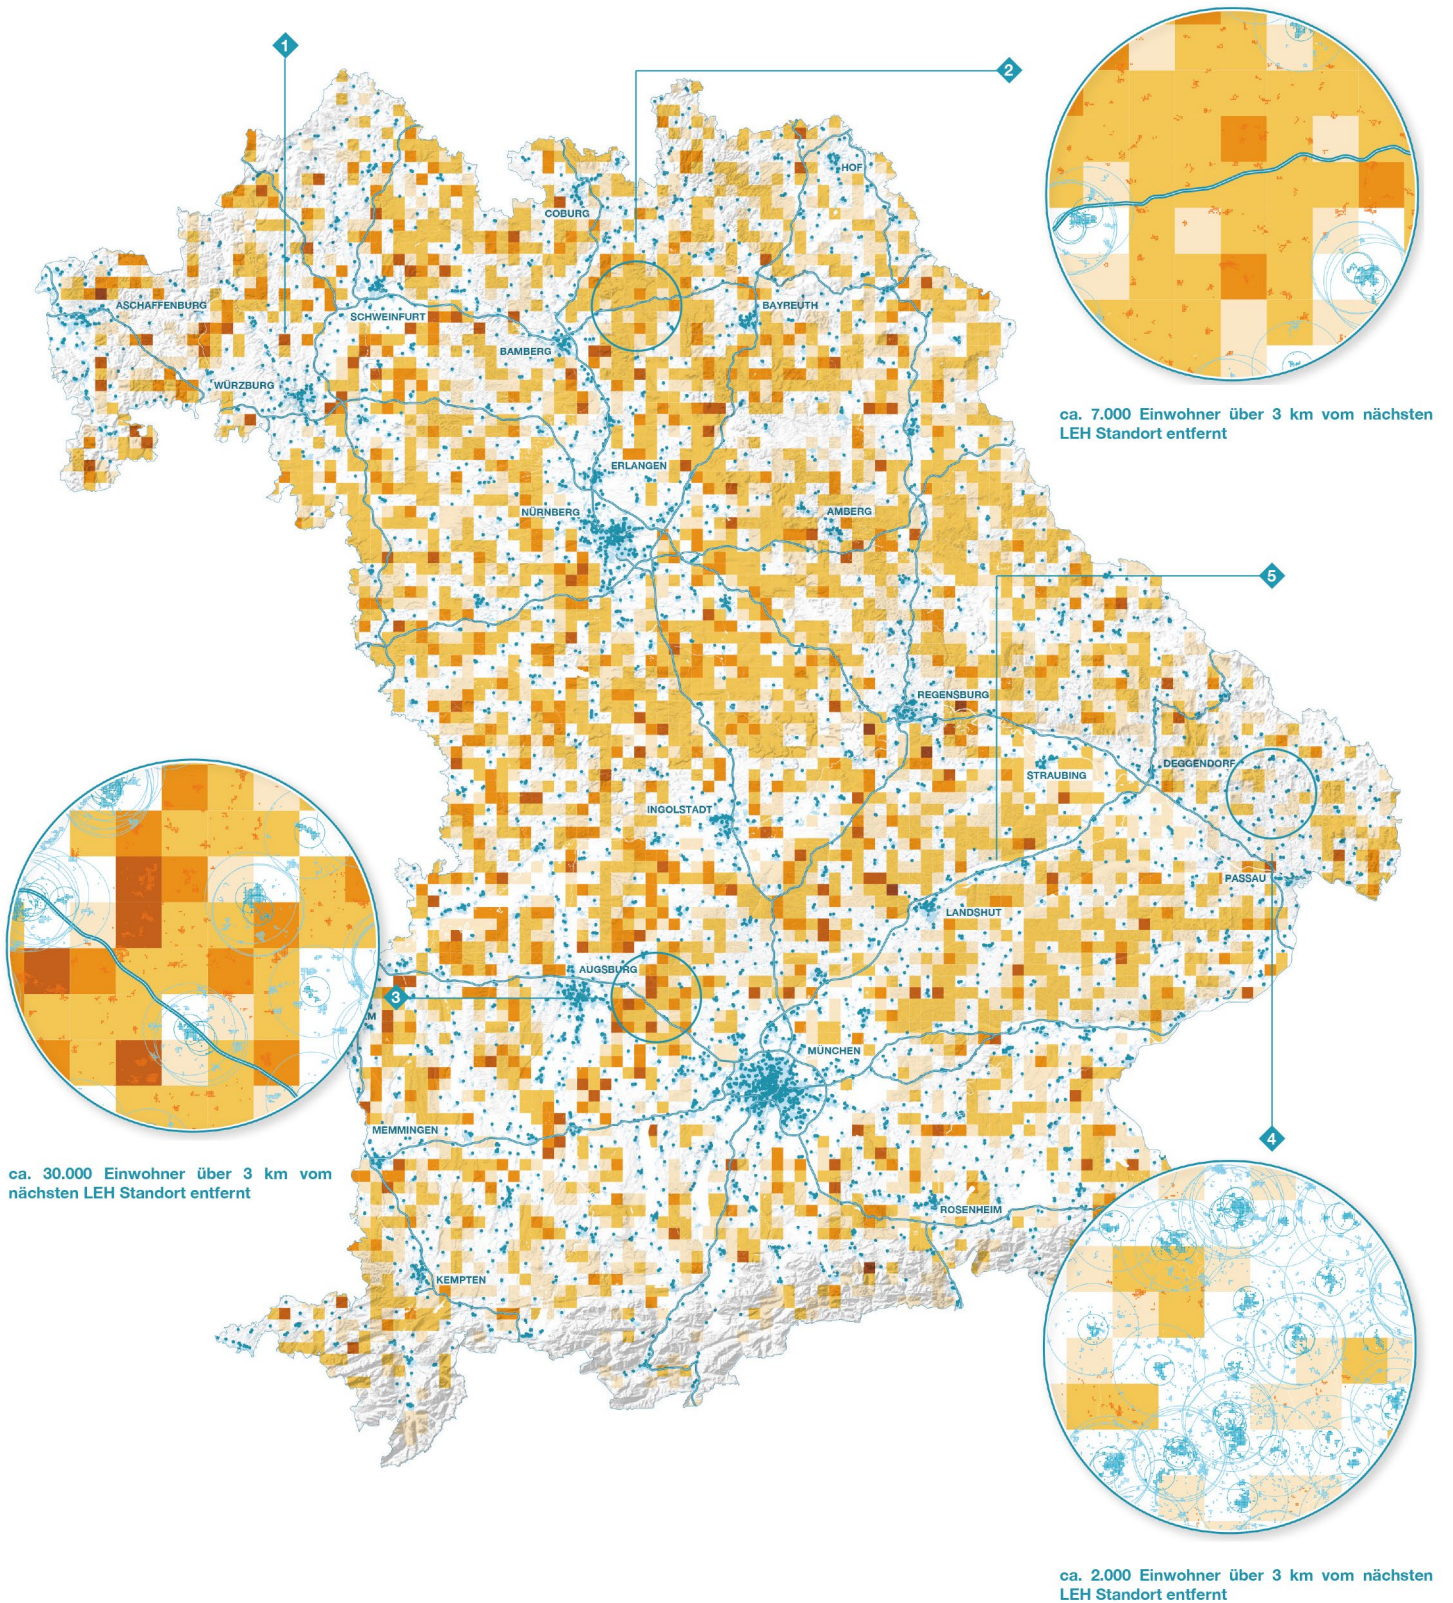 1
2
HOF
COBURG
ASCHAFFENBURG
SCHWEINFURT
BAYREUTH
BAMBERG
WÜRZBURG
ca. 7.000 Einwohner über 3 km vom nächsten
LEH Standort entfernt
ERLANGEN
NÜRNBERG
AMBERG
5
REGENSBURG
DEGGENDORF
STRAUBING
INGOLSTADT
PASSAU
LANDSHUT
AUGSBURG
3
M
MÜNCHEN
MEMMINGEN
4
ca. 30.000 Einwohner über 3 km vom
nächsten LEH Standort entfernt
ROSENHEIM
KEMPTEN
ca. 2.000 Einwohner über 3 km vom nächsten
LEH Standort entfernt